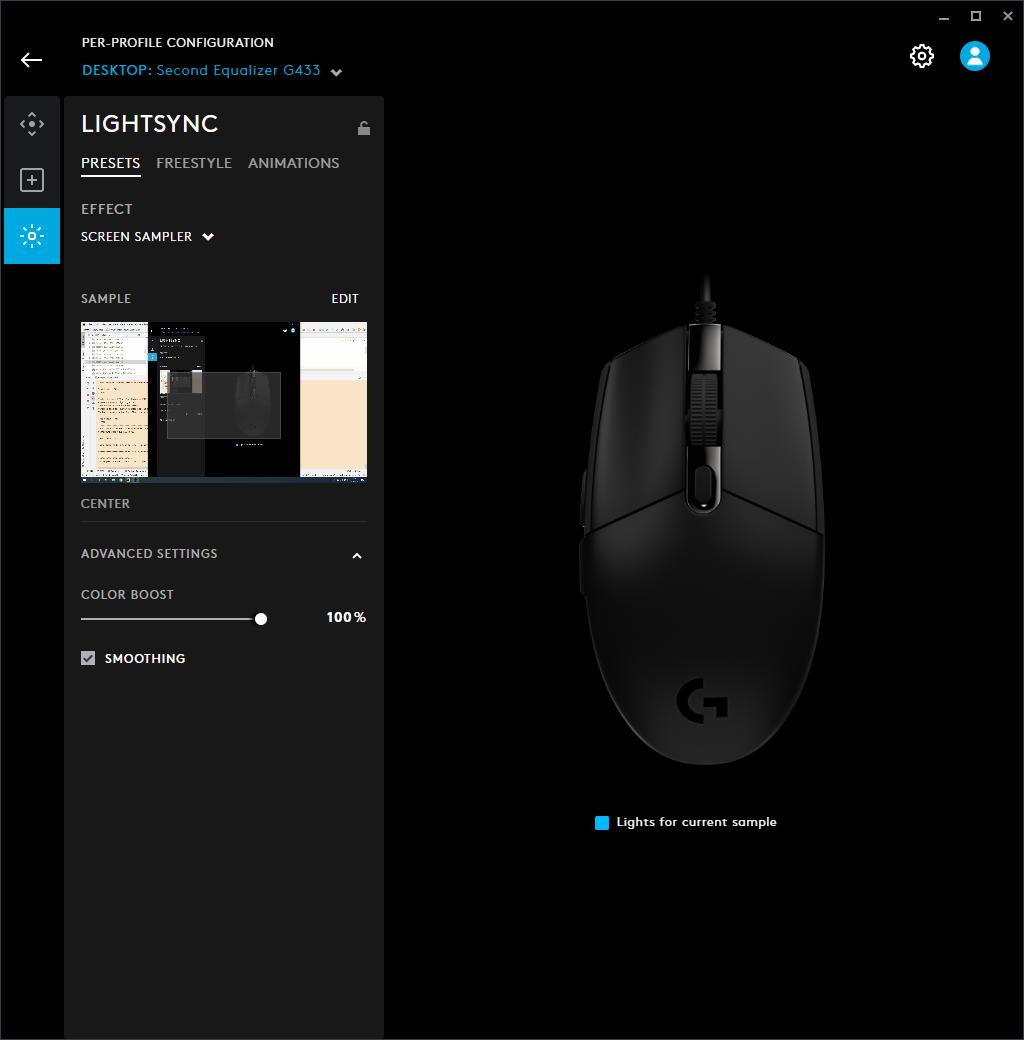 PER-PROFILE CONFIGURATION
DESKTOP: Second Equalizer G433
LIGHTSYNC
PRESETS FREESTYLE ANIMATIONS
EFFECT
SCREEN SAMPLER
SAMPLE EDIT
CENTER
ADVANCED SETTINGS
COLOR BOOST
100%
SMOOTHING
Lights for current sample